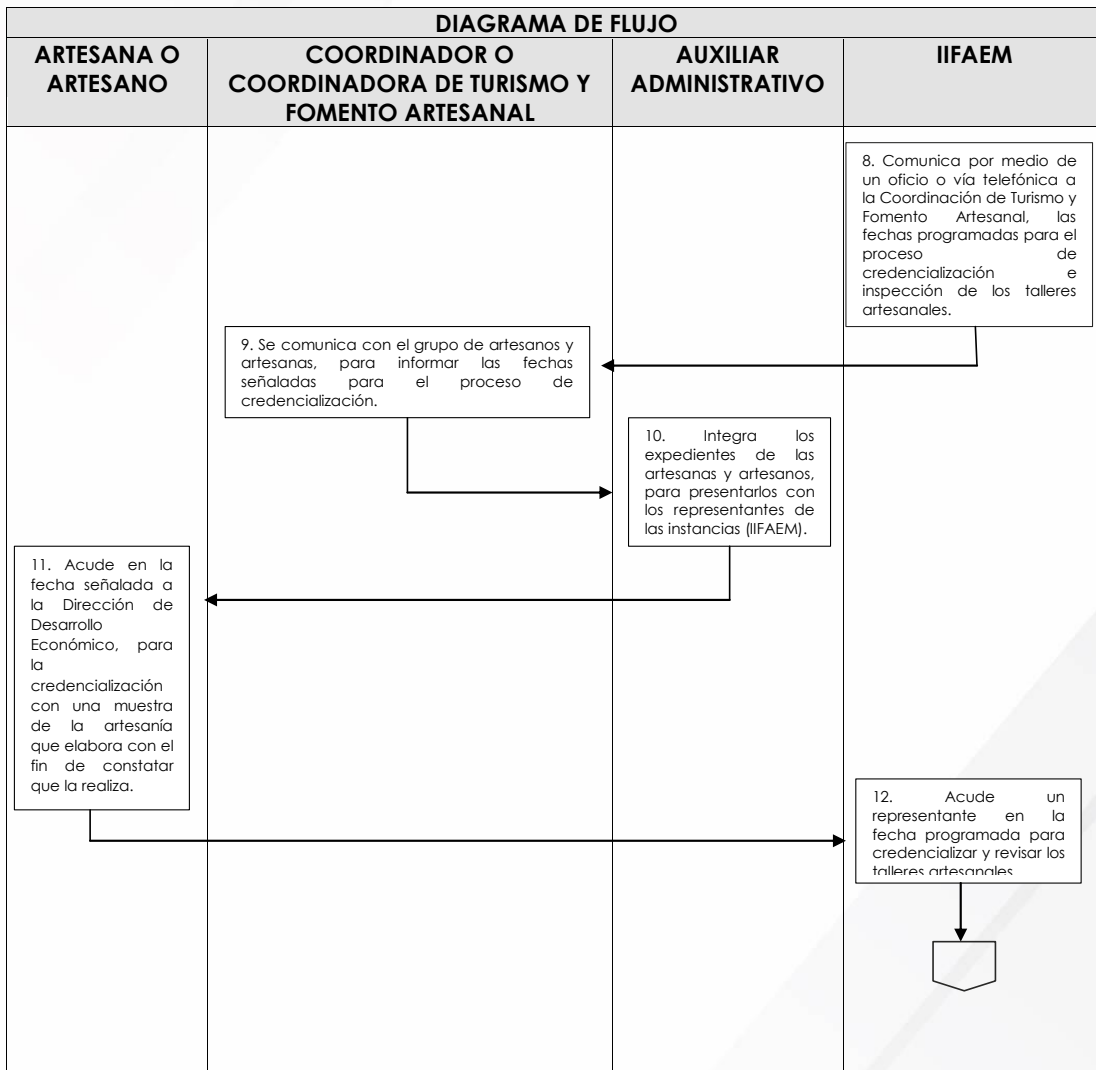 DIAGRAMA DE FLUJO
ARTESANA O
ARTESANO
COORDINADOR O
COORDINADORA DE TURISMO Y
FOMENTO ARTESANAL
AUXILIAR
ADMINISTRATIVO
IIFAEM
8. Comunica por medio de
un oficio o vía telefónica a
la Coordinación de Turismo y
Fomento Artesanal, las
fechas programadas para el
proceso de
credencialización e
inspección de los talleres
artesanales.
9. Se comunica con el grupo de artesanos y
artesanas, para informar las fechas
señaladas para el proceso de
credencialización.
10. Integra los
expedientes de las
artesanas y artesanos,
para presentarlos con
los representantes de
las instancias (IIFAEM).
11. Acude en la
fecha señalada a
la Dirección de
Desarrollo
Económico, para
la
credencialización
con una muestra
de la artesanía
que elabora con el
fin de constatar
que la realiza.
12. Acude un
representante en la
fecha programada para
credencializar y revisar los
talleres artesanales